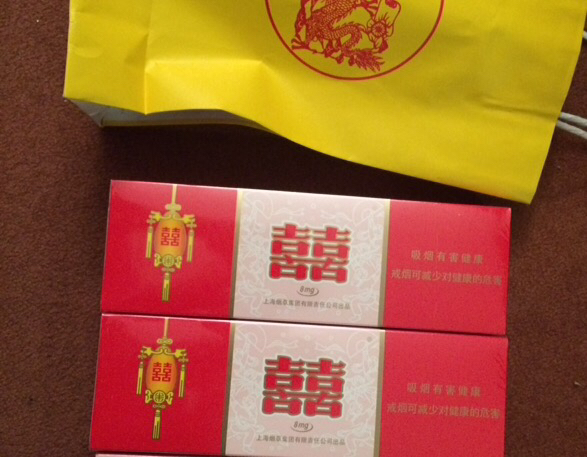 囍
囍
8mg
上海烟草集团有限责任公司出品
吸烟有害健康
戒烟可减少对健康的危害
囍
囍
8mg
上海烟草集团有限责任公司出品
吸烟有害健康
戒烟可减少对健康的危害